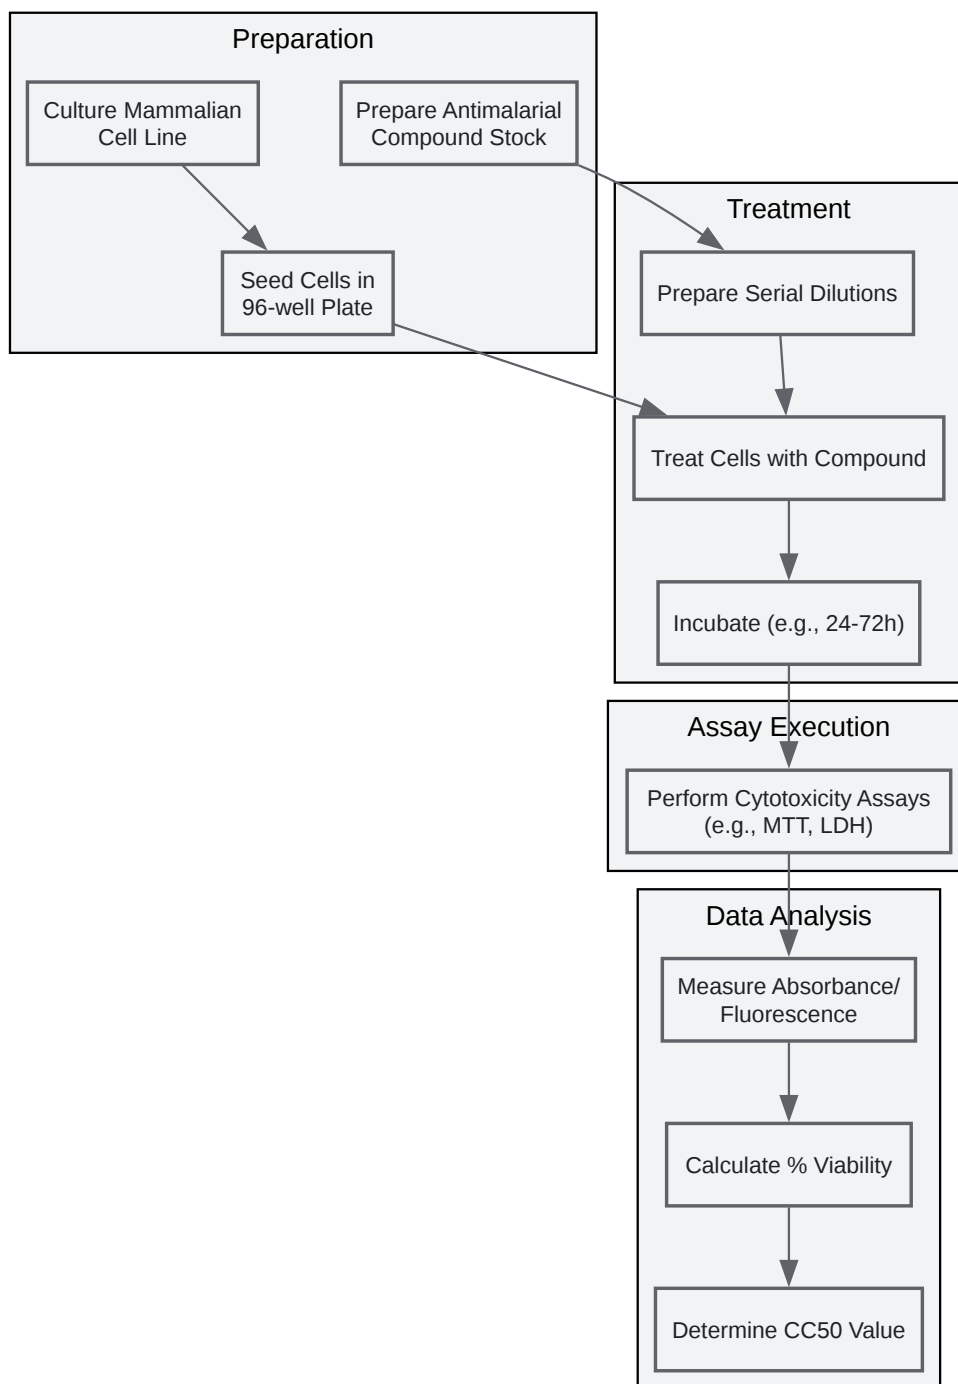 Preparation
Culture Mammalian
Cell Line
Prepare Antimalarial
Compound Stock
Seed Cells in
96-well Plate
Treatment
Prepare Serial Dilutions
Treat Cells with Compound
Incubate (e.g., 24-72h)
Assay Execution
Perform Cytotoxicity Assays
(e.g., MTT, LDH)
Data Analysis
Measure Absorbance/
Fluorescence
Calculate % Viability
Determine CC50 Value